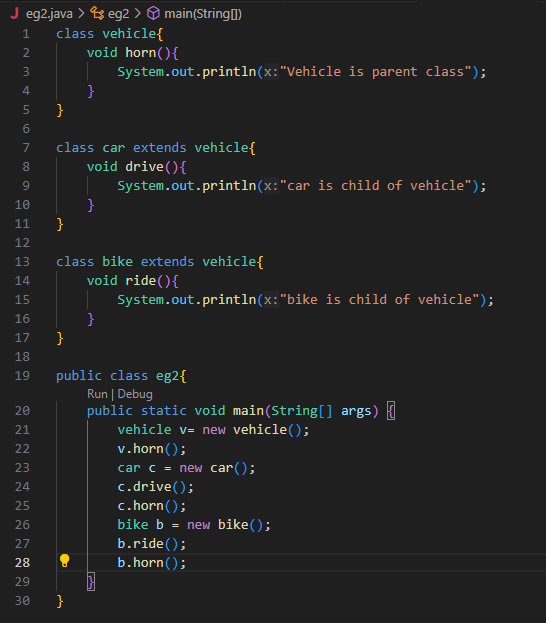 eg2.java > eg2 > main(String[])
1 class vehicle{
2 void horn(){
3 System.out.println(x:"Vehicle is parent class");
4 }
5 }
6
7 class car extends vehicle{
8 void drive(){
9 System.out.println(x:"car is child of vehicle");
10 }
11 }
12
13 class bike extends vehicle{
14 void ride(){
15 System.out.println(x:"bike is child of vehicle");
16 }
17 }
18
19 public class eg2{
Run | Debug
20 public static void main(String[] args) {
21 vehicle v= new vehicle();
22 v.horn();
23 car c = new car();
24 c.drive();
25 c.horn();
26 bike b = new bike();
27 b.ride();
28 b.horn();
29 }
30 }